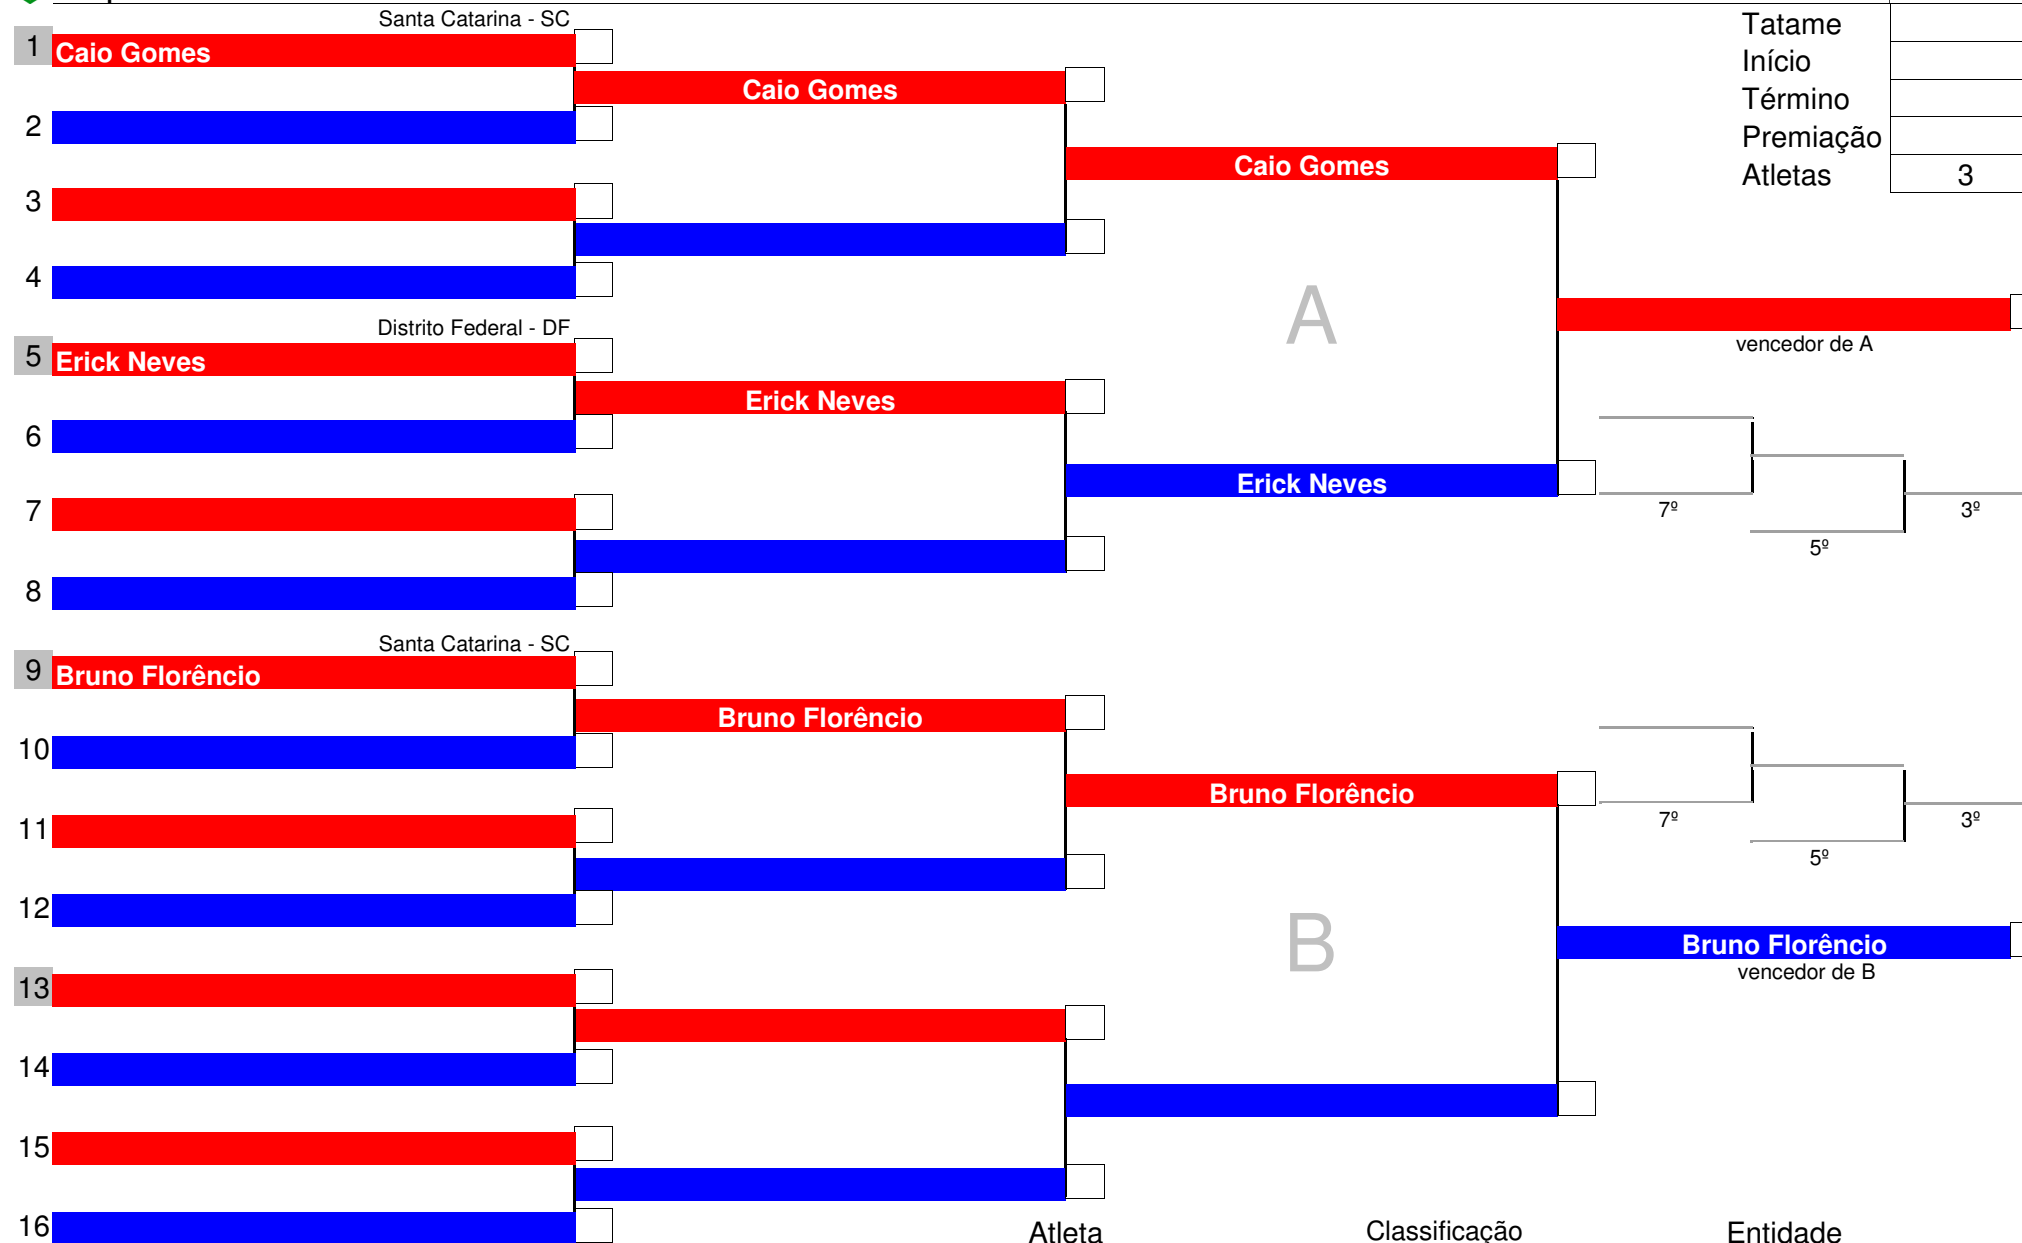 Santa Catarina - SC
Tatame
1 Caio Gomes
Início
Caio Gomes
Término
2
Premiação
Caio Gomes
Atletas 3
3
4
A
Distrito Federal - DF
vencedor de A
5 Erick Neves
Erick Neves
6
Erick Neves
7
7º
3º
5º
8
Santa Catarina - SC
9 Bruno Florêncio
Bruno Florêncio
10
Bruno Florêncio
7º
3º
11
5º
12
B
Bruno Florêncio
vencedor de B
13
14
15
16
Atleta Classificação Entidade